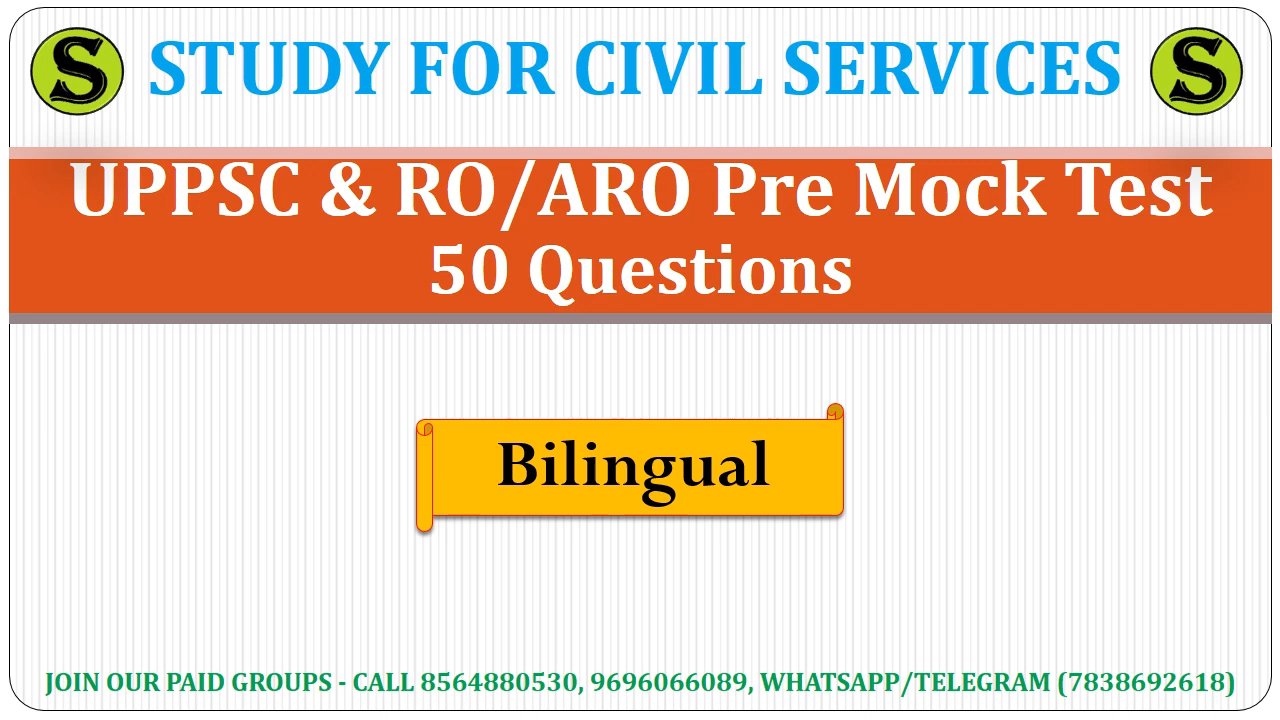 S STUDY FOR CIVIL SERVICES S
UPPSC & RO/ARO Pre Mock Test
50 Questions
Bilingual
JOIN OUR PAID GROUPS - CALL 8564880530, 9696066089, WHATSAPP/TELEGRAM (7838692618)